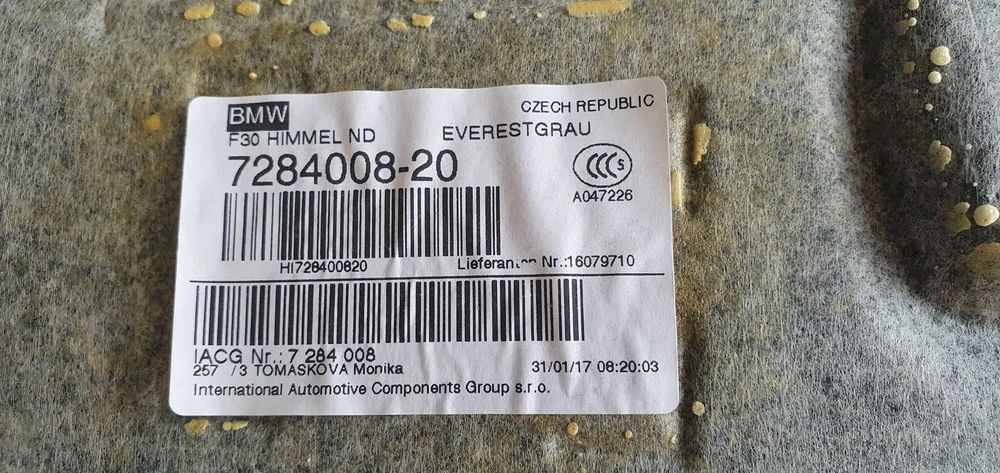 BMW CZECH REPUBLIC
F30 HIMMEL ND EVERESTGRAU
7284008-20
CCC S
A047226
HI728400820 Nr.:16079710
IACG Nr.: 7 284 008
257 /3 TOMASKOVA Monika 31/01/17 08:20:03
International Automotive Components Group s.r.o.